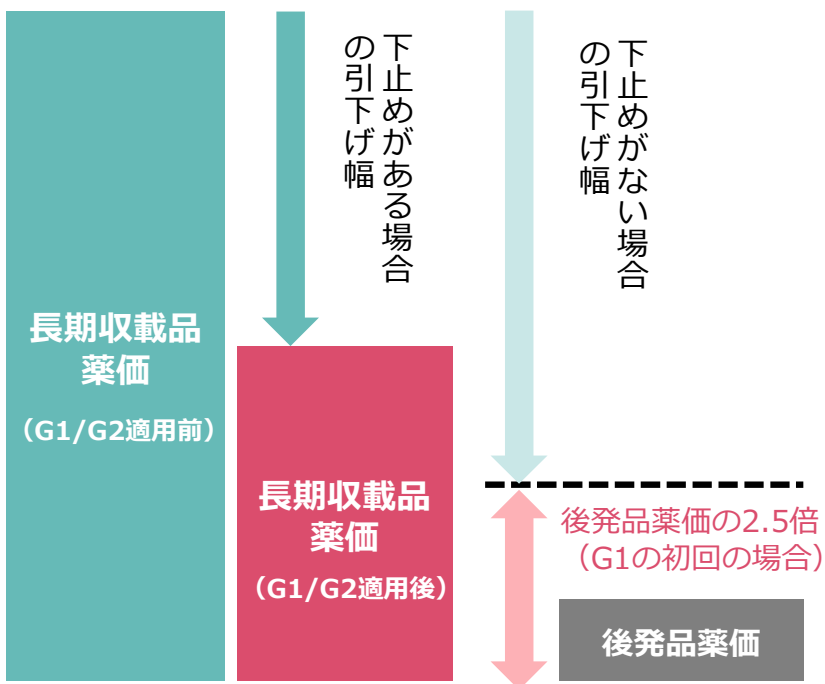 下止めがある場合
の引下げ幅
下止めがない場合
の引下げ幅
長期収載品
薬価
（G1/G2適用前）
長期収載品
薬価
（G1/G2適用後）
後発品薬価の2.5倍
（G1の初回の場合）
後発品薬価